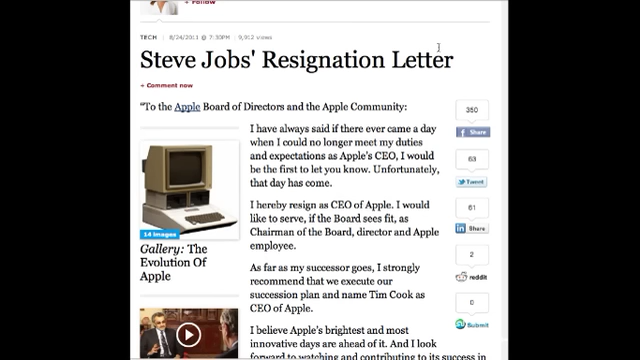 + Follow
TECH | 8/24/2011 @ 7:30PM | 9,902 views
Steve Jobs' Resignation Letter
+ Comment now
"To the Apple Board of Directors and the Apple Community:
I have always said if there ever came a day
when I could no longer meet my duties
and expectations as Apple's CEO, I would
be the first to let you know. Unfortunately,
that day has come.
I hereby resign as CEO of Apple. I would
like to serve, if the Board sees fit, as
Chairman of the Board, director and Apple
employee.
As far as my successor goes, I strongly
recommend that we execute our
succession plan and name Tim Cook as
CEO of Apple.
I believe Apple's brightest and most
innovative days are ahead of it. And I look
forward to watching and contributing to its success in
14 images
Gallery: The
Evolution Of
Apple
350
f Share
63
Tweet
61
in Share
2
reddit
0
Submit